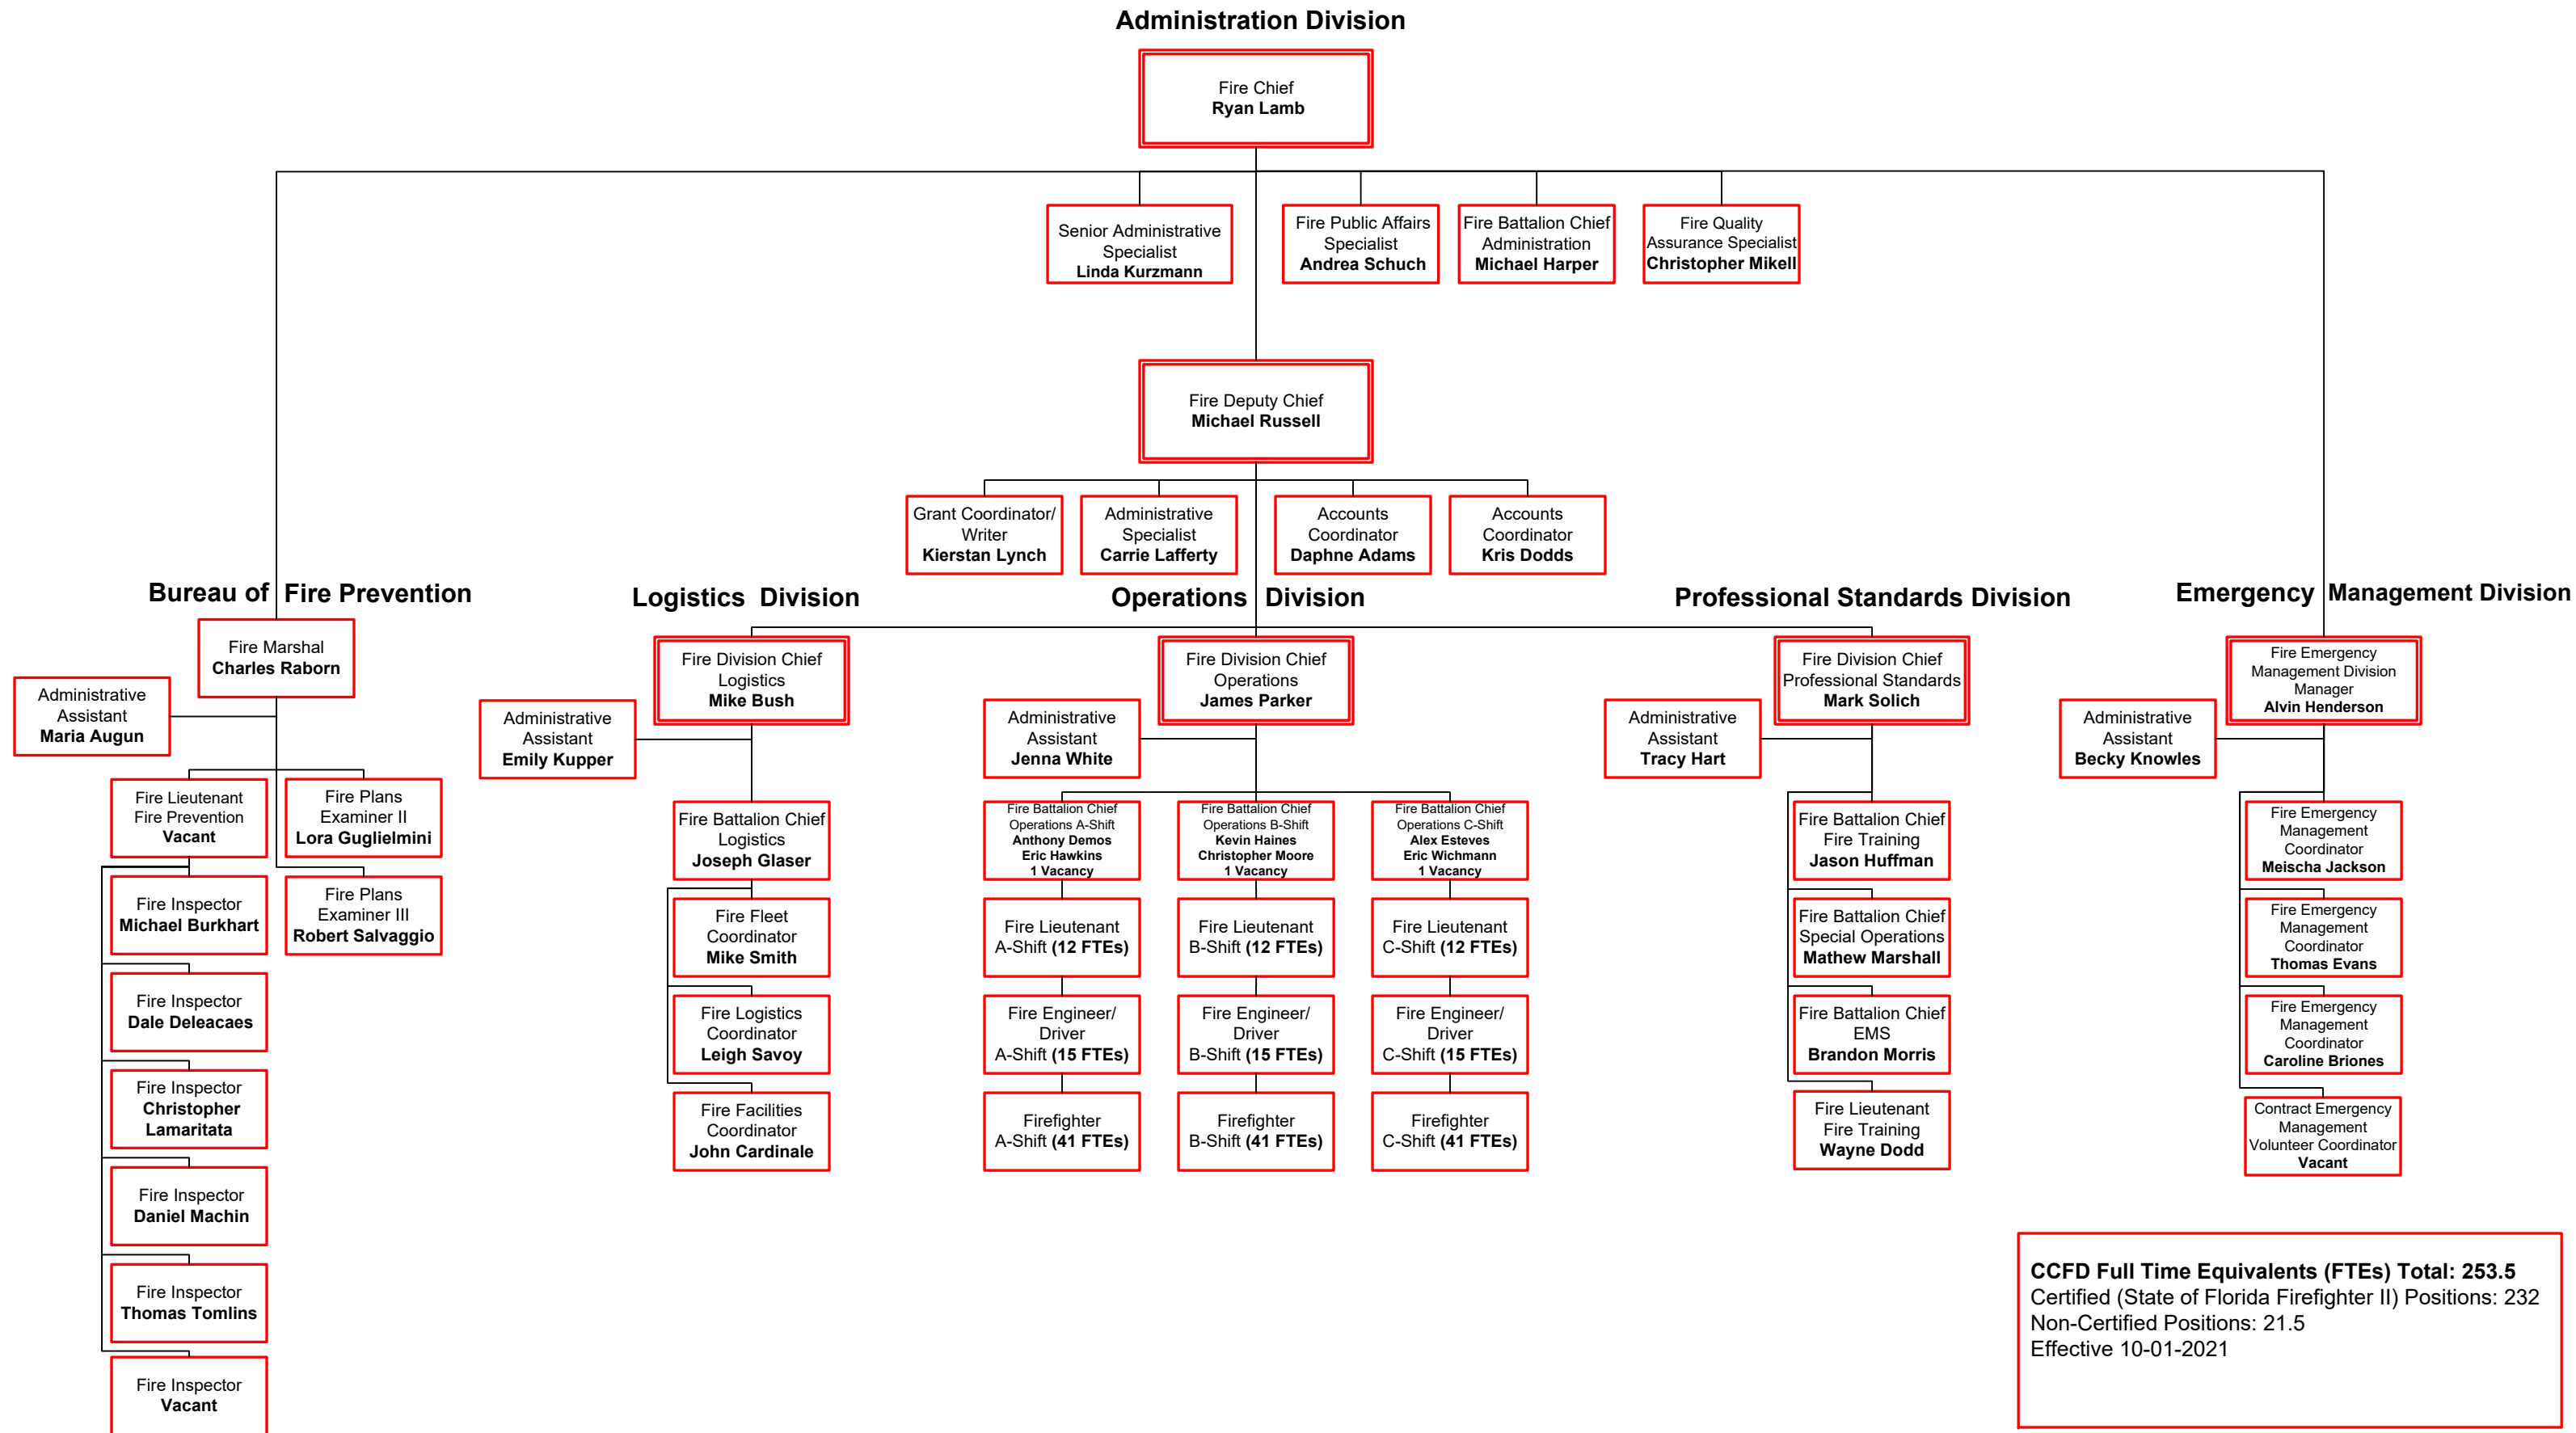 Administration Division
Fire Chief
Ryan Lamb
Senior Administrative
Specialist
Linda Kurzmann
Fire Public Affairs
Specialist
Andrea Schuch
Fire Battalion Chief
Administration
Michael Harper
Fire Quality
Assurance Specialist
Christopher Mikell
Fire Deputy Chief
Michael Russell
Grant Coordinator/
Writer
Kierstan Lynch
Administrative
Specialist
Carrie Lafferty
Accounts
Coordinator
Daphne Adams
Accounts
Coordinator
Kris Dodds
Bureau of Fire Prevention
Fire Marshal
Charles Raborn
Administrative
Assistant
Maria Augun
Fire Lieutenant
Fire Prevention
Vacant
Fire Plans
Examiner II
Lora Guglielmini
Fire Plans
Examiner III
Robert Salvaggio
Fire Inspector
Michael Burkhart
Fire Inspector
Dale Deleacaes
Fire Inspector
Christopher
Lamaritata
Fire Inspector
Daniel Machin
Fire Inspector
Thomas Tomlins
Fire Inspector
Vacant
Logistics Division
Fire Division Chief
Logistics
Mike Bush
Administrative
Assistant
Emily Kupper
Fire Battalion Chief
Logistics
Joseph Glaser
Fire Fleet
Coordinator
Mike Smith
Fire Logistics
Coordinator
Leigh Savoy
Fire Facilities
Coordinator
John Cardinale
Operations Division
Fire Division Chief
Operations
James Parker
Administrative
Assistant
Jenna White
Fire Battalion Chief
Operations A-Shift
Anthony Demos
Eric Hawkins
1 Vacancy
Fire Lieutenant
A-Shift (12 FTEs)
Fire Engineer/
Driver
A-Shift (15 FTEs)
Firefighter
A-Shift (41 FTEs)
Fire Battalion Chief
Operations B-Shift
Kevin Haines
Christopher Moore
1 Vacancy
Fire Lieutenant
B-Shift (12 FTEs)
Fire Engineer/
Driver
B-Shift (15 FTEs)
Firefighter
B-Shift (41 FTEs)
Fire Battalion Chief
Operations C-Shift
Alex Esteves
Eric Wichmann
1 Vacancy
Fire Lieutenant
C-Shift (12 FTEs)
Fire Engineer/
Driver
C-Shift (15 FTEs)
Firefighter
C-Shift (41 FTEs)
Professional Standards Division
Fire Division Chief
Professional Standards
Mark Solich
Administrative
Assistant
Tracy Hart
Fire Battalion Chief
Fire Training
Jason Huffman
Fire Battalion Chief
Special Operations
Mathew Marshall
Fire Battalion Chief
EMS
Brandon Morris
Fire Lieutenant
Fire Training
Wayne Dodd
Emergency Management Division
Fire Emergency
Management Division
Manager
Alvin Henderson
Administrative
Assistant
Becky Knowles
Fire Emergency
Management
Coordinator
Meischa Jackson
Fire Emergency
Management
Coordinator
Thomas Evans
Fire Emergency
Management
Coordinator
Caroline Briones
Contract Emergency
Management
Volunteer Coordinator
Vacant
CCFD Full Time Equivalents (FTEs) Total: 253.5
Certified (State of Florida Firefighter II) Positions: 232
Non-Certified Positions: 21.5
Effective 10-01-2021